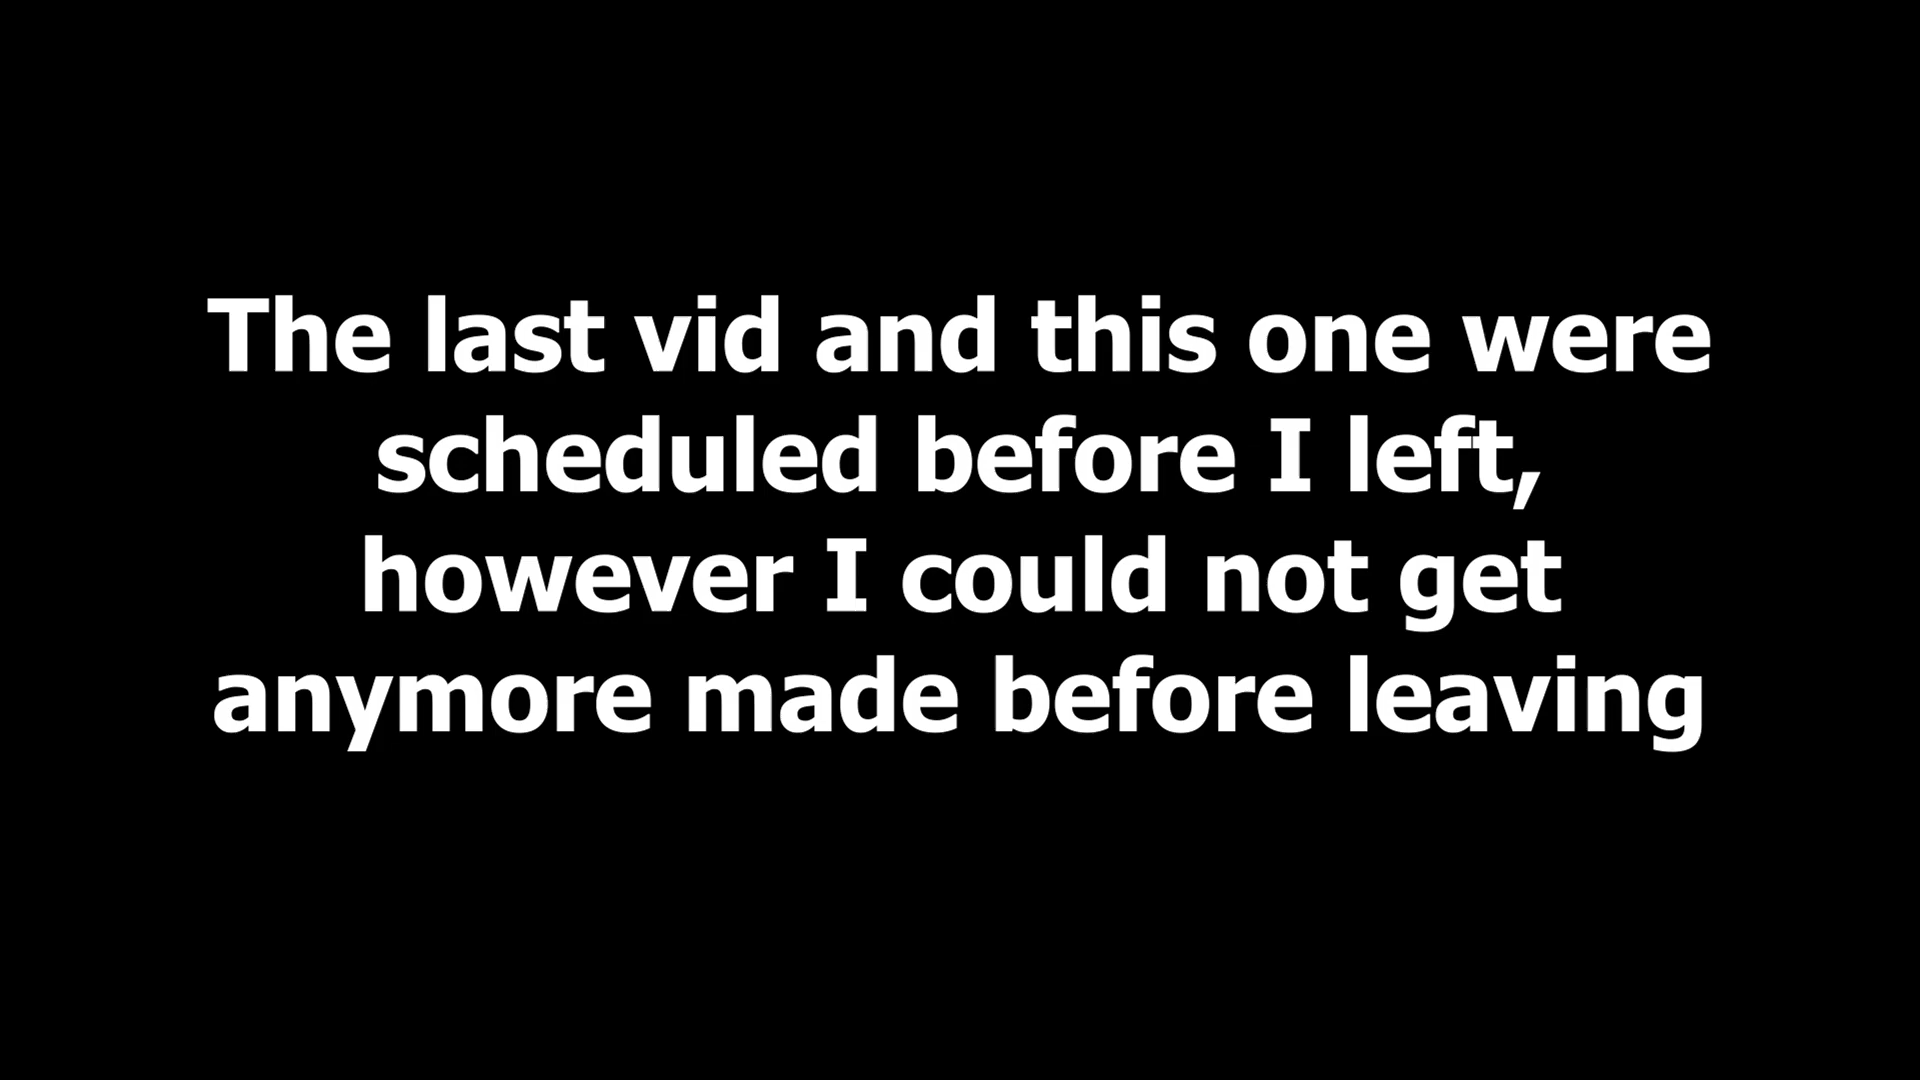 The last vid and this one were
scheduled before I left,
however I could not get
anymore made before leaving